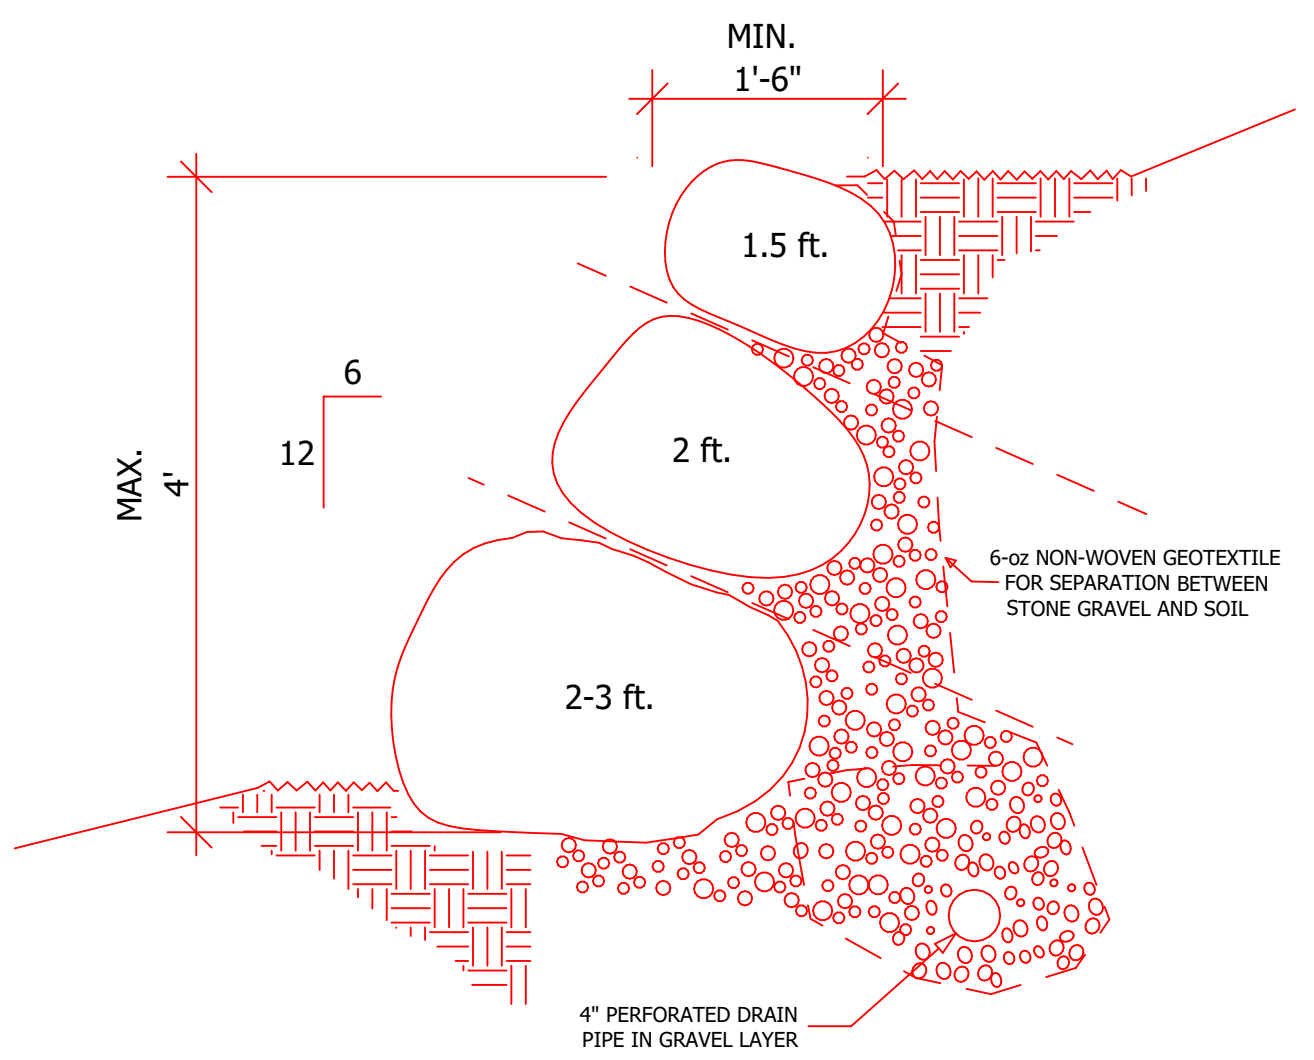 MIN.
1'-6"
1.5 ft.
6
12
2 ft.
MAX.
4'
6-oz NON-WOVEN GEOTEXTILE
FOR SEPARATION BETWEEN
STONE GRAVEL AND SOIL
2-3 ft.
4" PERFORATED DRAIN
PIPE IN GRAVEL LAYER